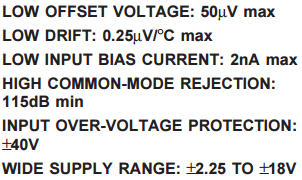 LOW OFFSET VOLTAGE: 50µV max
LOW DRIFT: 0.25µV/°C max
LOW INPUT BIAS CURRENT: 2nA max
HIGH COMMON-MODE REJECTION:
115dB min
INPUT OVER-VOLTAGE PROTECTION:
±40V
WIDE SUPPLY RANGE: ±2.25 TO ±18V